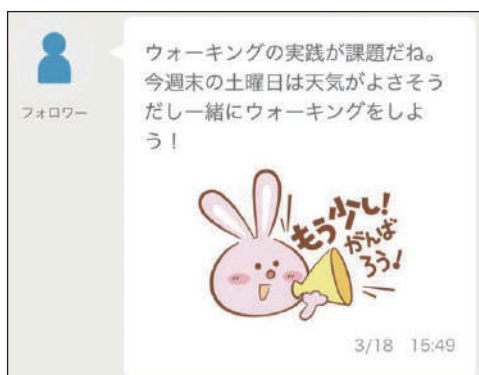 フォロワー
ウォーキングの実践が課題だね。
今週末の土曜日は天気がよさそう
だし一緒にウォーキングをしよ
う！
もう少し！
がんば
ろう！
3/18 15:49